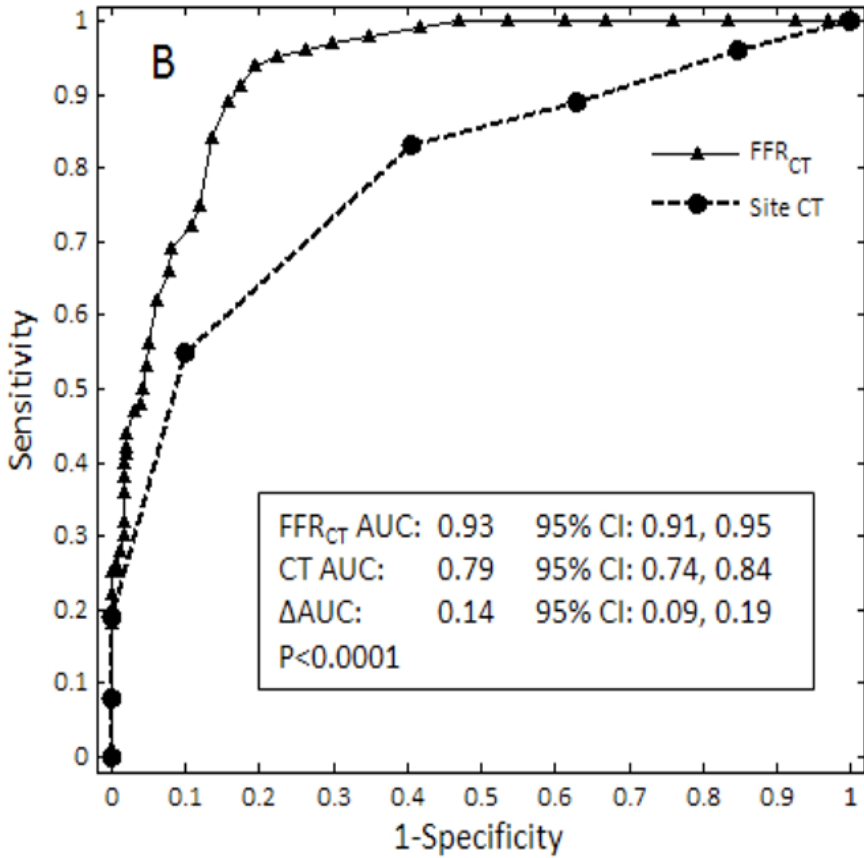 B
1
0.9
0.8
0.7
0.6
0.5
0.4
0.3
0.2
0.1
0
Sensitivity
FFRCT
Site CT
FFRCT AUC: 0.93 95% CI: 0.91, 0.95
CT AUC: 0.79 95% CI: 0.74, 0.84
ΔAUC: 0.14 95% CI: 0.09, 0.19
P<0.0001
0 0.1 0.2 0.3 0.4 0.5 0.6 0.7 0.8 0.9 1
1-Specificity